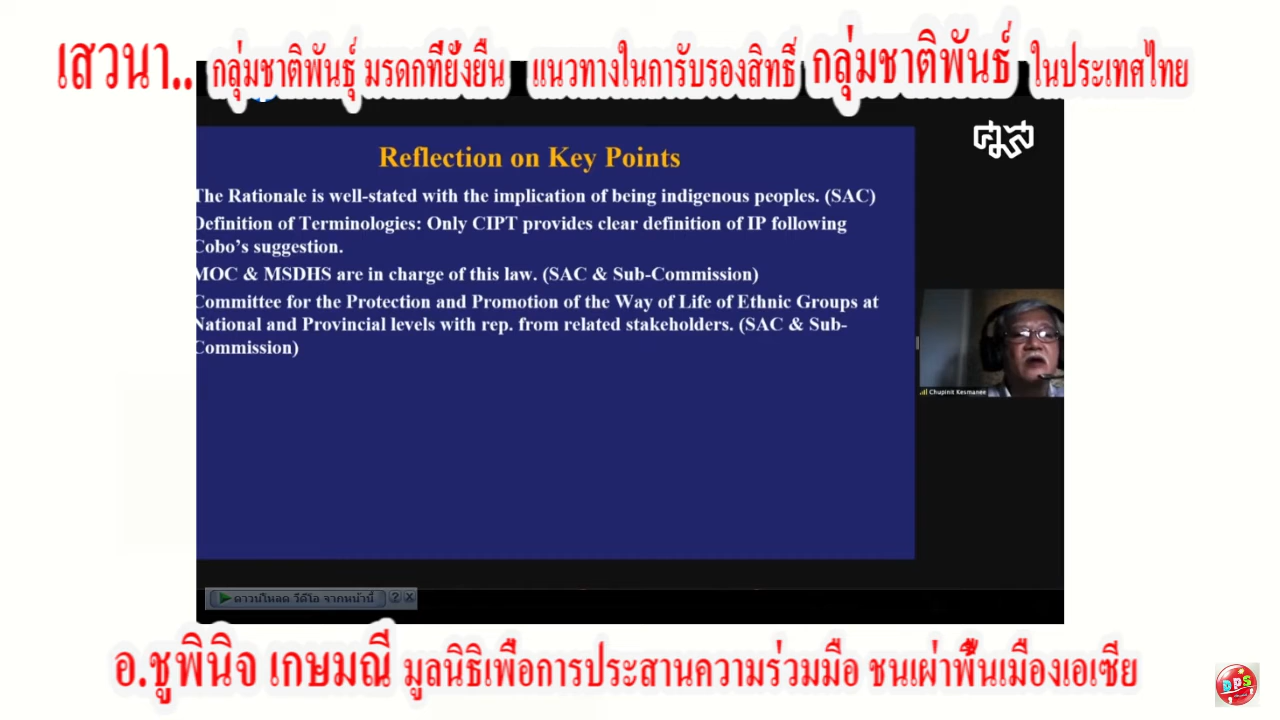 เสวนา.. กลุ่มชาติพันธุ์ มรดกที่ยั่งยืน แนวทางในการับรองสิทธิ์ กลุ่มชาติพันธ์ ในประเทศไทย
ศมส
Reflection on Key Points
The Rationale is well-stated with the implication of being indigenous peoples. (SAC)
Definition of Terminologies: Only CIPT provides clear definition of IP following
Cobo's suggestion.
MOC & MSDHS are in charge of this law. (SAC & Sub-Commission)
Committee for the Protection and Promotion of the Way of Life of Ethnic Groups at
National and Provincial levels with rep. from related stakeholders. (SAC & Sub-
Commission)
Chupinit Kesmanee
ดาวน์โหลด วีดีโอ จากหน้านี้ ? X
อ.ชูพินิจ เกษมณี มูลนิธิเพื่อการประสานความร่วมมือ ชนเผ่าพื้นเมืองเอเซีย
DPS